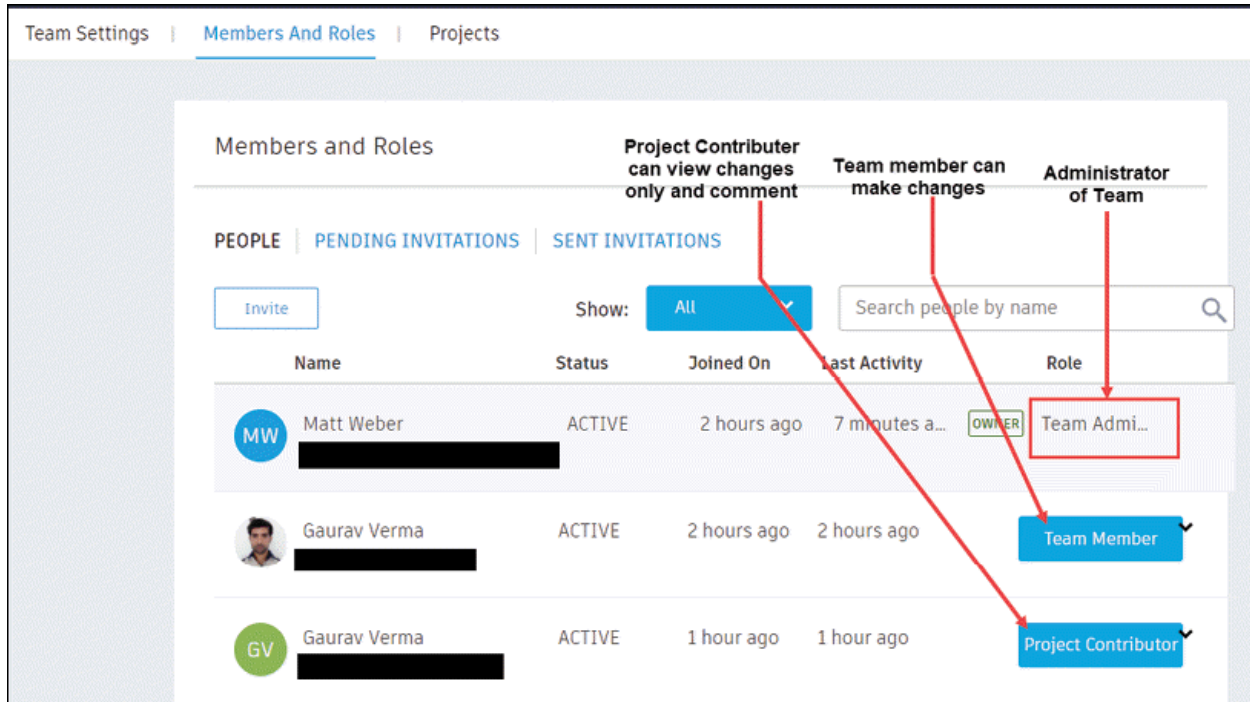 Team Settings | Members And Roles | Projects
Members and Roles
Project Contributer
can view changes
only and comment
Team member can
make changes
Administrator
of Team
PEOPLE | PENDING INVITATIONS | SENT INVITATIONS
Invite Show: All Search people by name
Name Status Joined On Last Activity Role
MW Matt Weber ACTIVE 2 hours ago 7 minutes a... OWNER Team Admi...
Gaurav Verma ACTIVE 2 hours ago 2 hours ago Team Member
GV Gaurav Verma ACTIVE 1 hour ago 1 hour ago Project Contributor